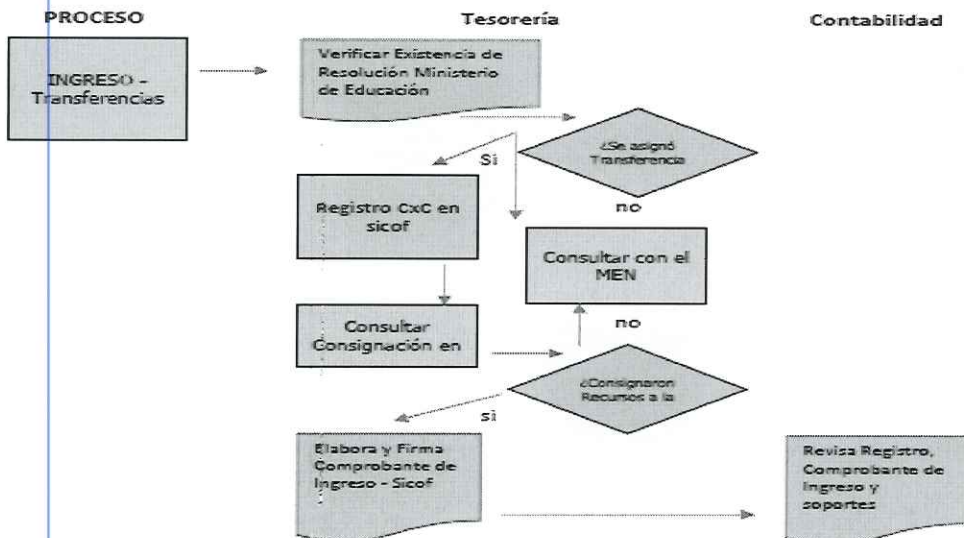 PROCESO
Tesorería
Contabilidad
INGRESO -
Transferencias
Verificar Existencia de
Resolución Ministerio
de Educación
¿Se asignó
Transferencia
Si
no
Registro CxC en
sicof
Consultar con el
MEN
Consultar
Consignación en
no
¿Consignaron
Recursos a la
si
Elabora y Firma
Comprobante de
Ingreso - Sicof
Revisa Registro,
Comprobante de
Ingreso y
soportes